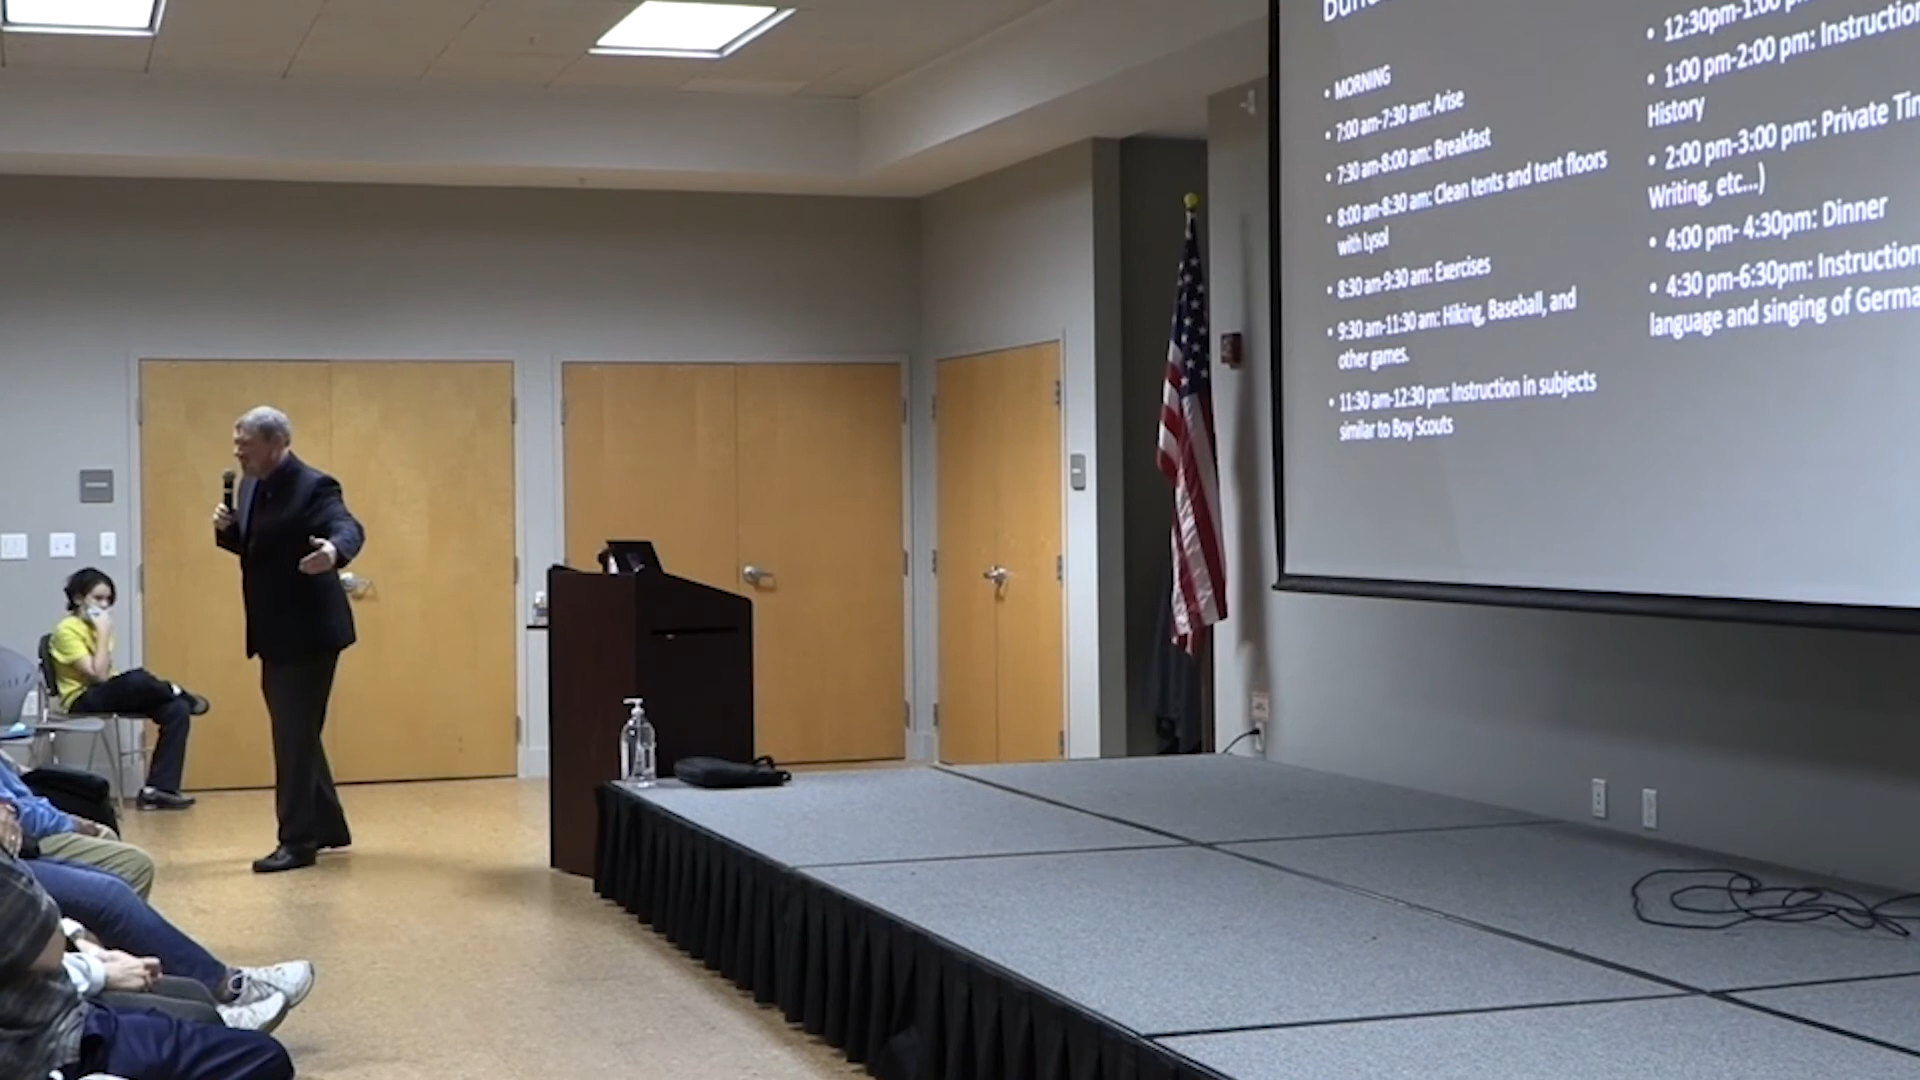 • MORNING
• 7:00 am-7:30 am: Arise
• 7:30 am-8:00 am: Breakfast
• 8:00 am-8:30 am: Clean tents and tent floors
with Lysol
• 8:30 am-9:30 am: Exercises
• 9:30 am-11:30 am: Hiking, Baseball, and
other games.
• 11:30 am-12:30 pm: Instruction in subjects
similar to Boy Scouts
• 12:30pm-1:00
• 1:00 pm-2:00 pm: Instruction
History
• 2:00 pm-3:00 pm: Private
Writing, etc...)
• 4:00 pm- 4:30pm: Dinner
• 4:30 pm-6:30pm: Instruction
language and singing of